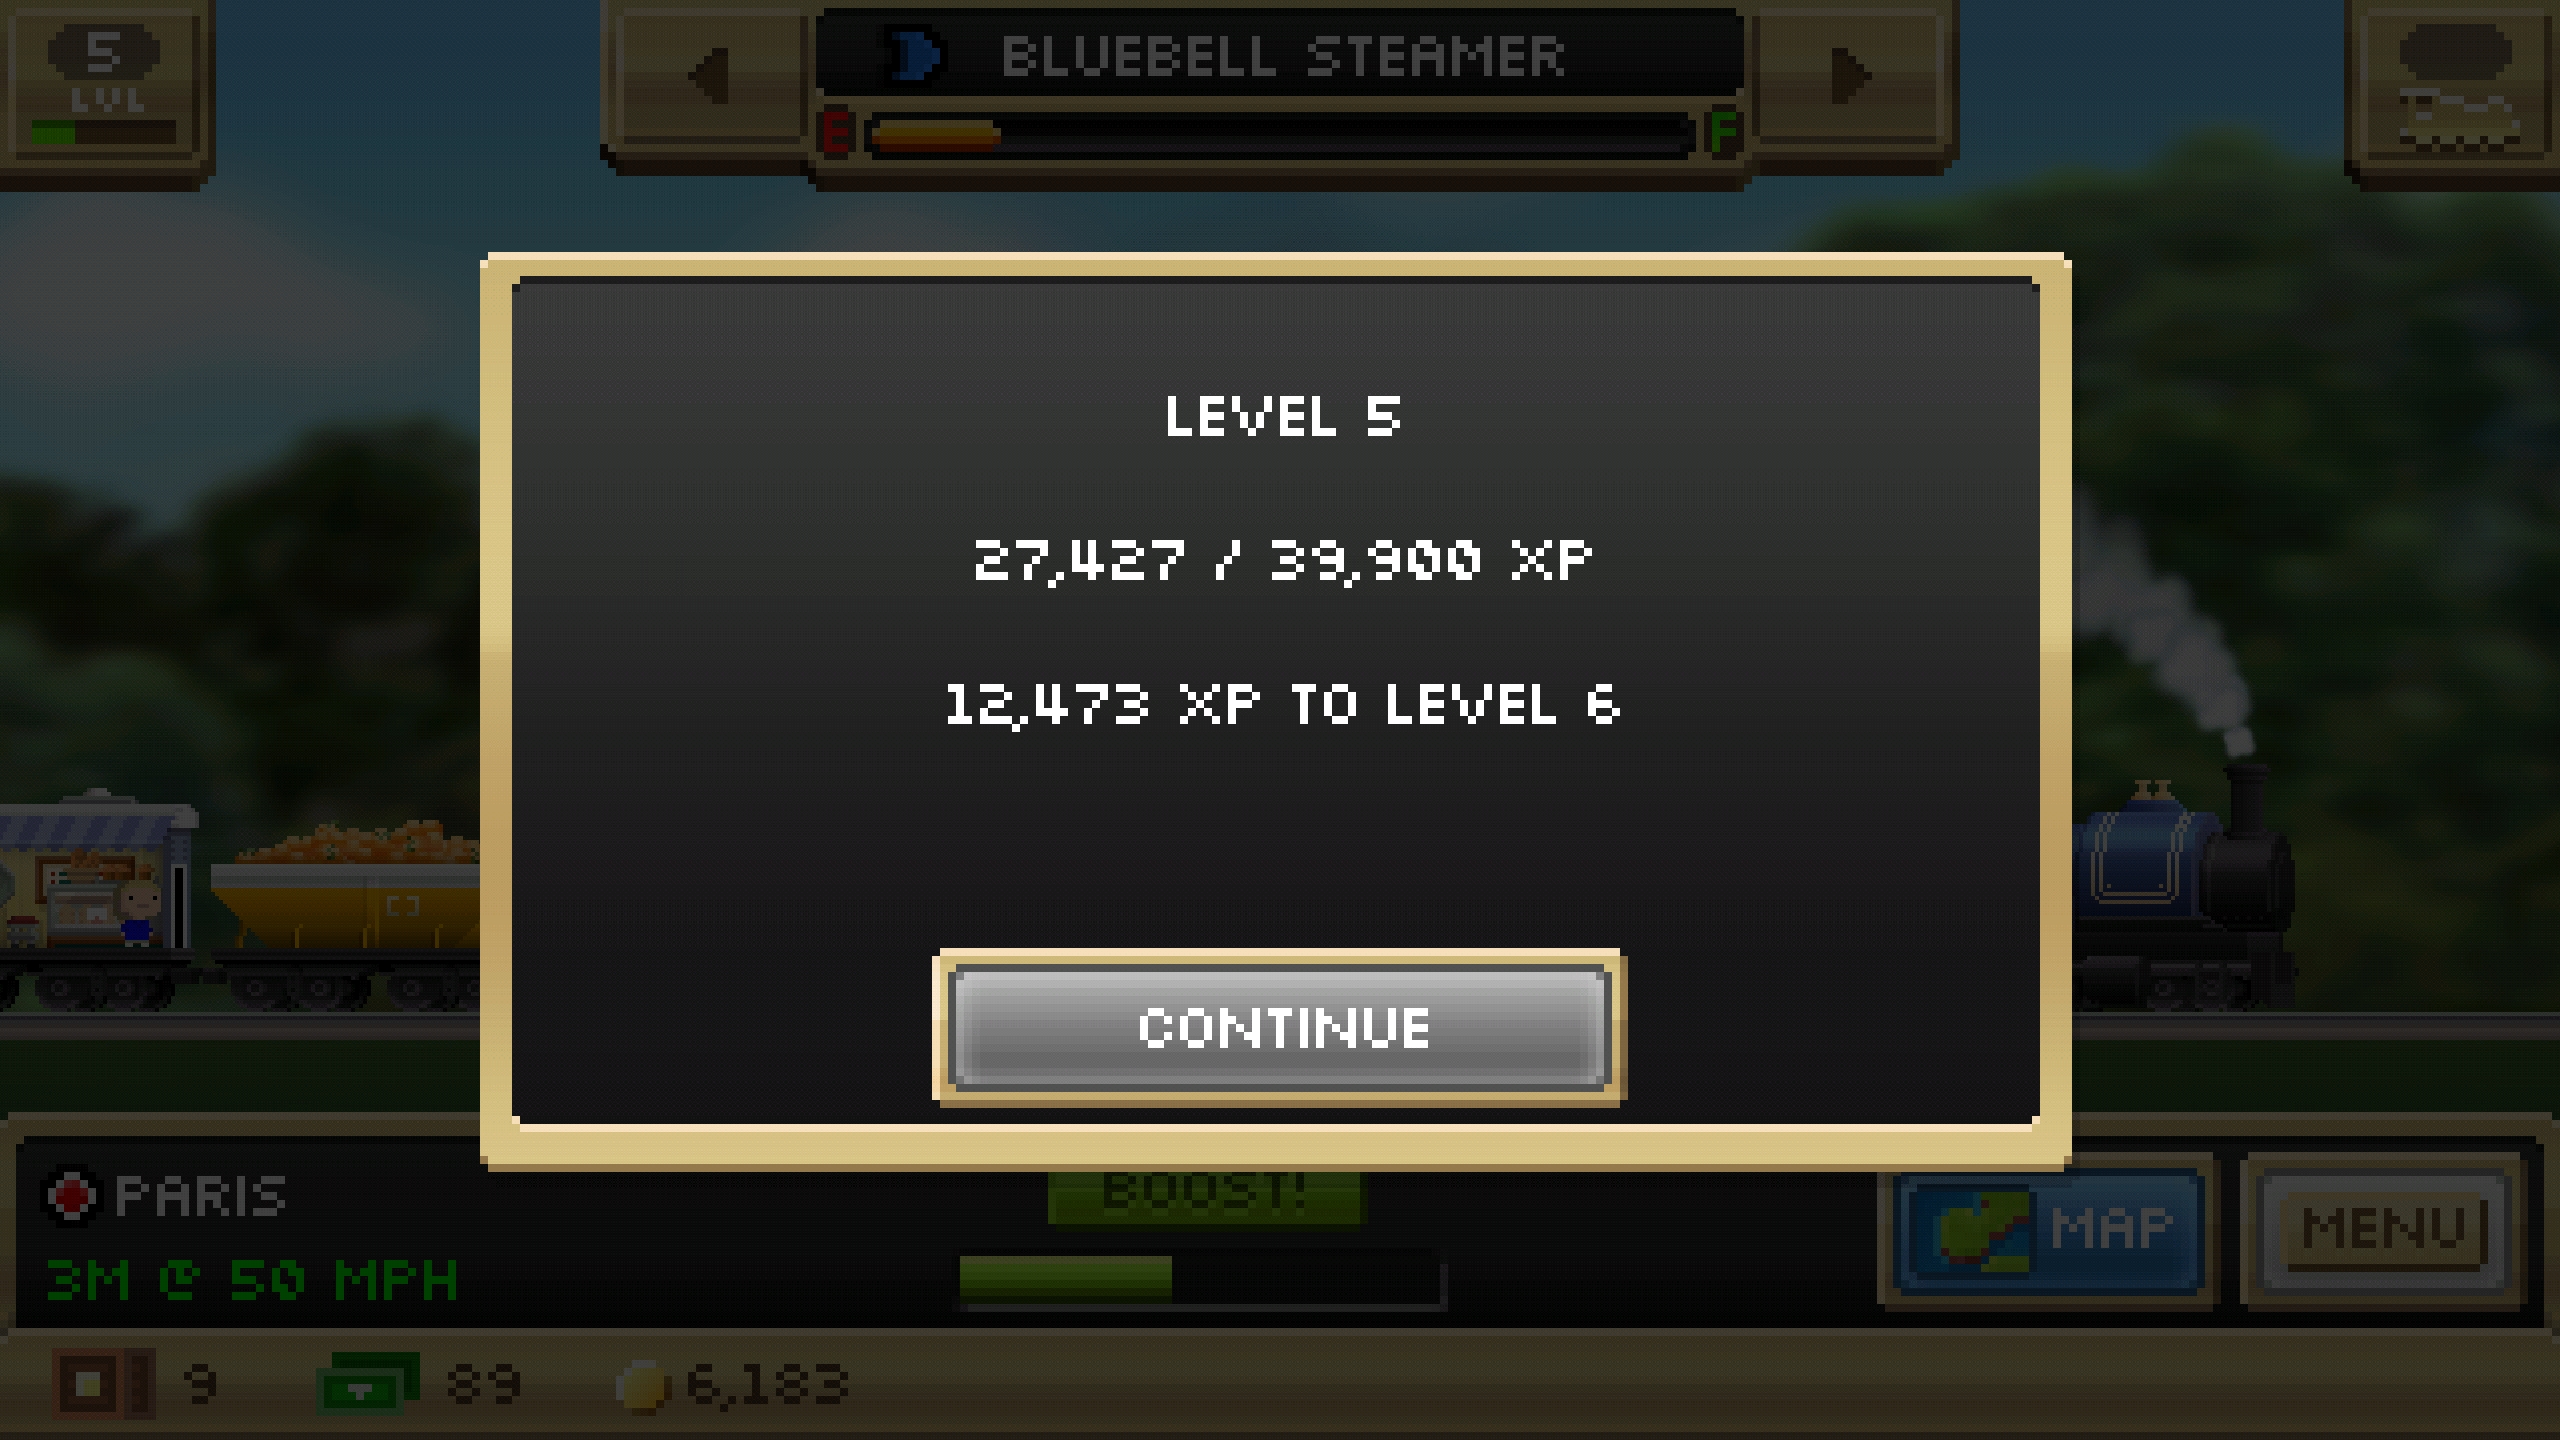 5
LVL
BLUEBELL STEAMER
E
F
LEVEL 5
27,427 / 39,900 XP
12,473 XP TO LEVEL 6
CONTINUE
PARIS
3M @ 50 MPH
BOOST!
MAP
MENU
9
89
6,183